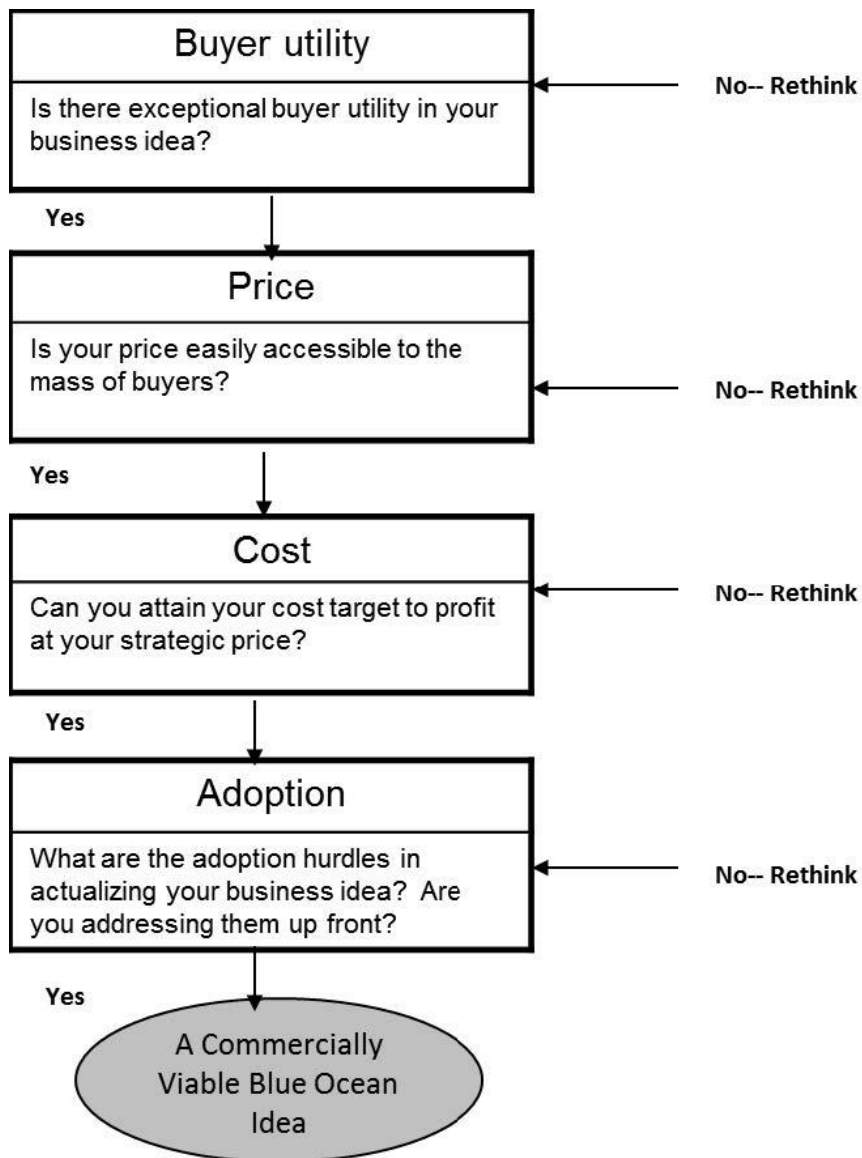 Buyer utility
Is there exceptional buyer utility in your
business idea?
No-- Rethink
Yes
Price
Is your price easily accessible to the
mass of buyers?
No-- Rethink
Yes
Cost
Can you attain your cost target to profit
at your strategic price?
No-- Rethink
Yes
Adoption
What are the adoption hurdles in
actualizing your business idea?  Are
you addressing them up front?
No-- Rethink
Yes
A Commercially
Viable Blue Ocean
Idea